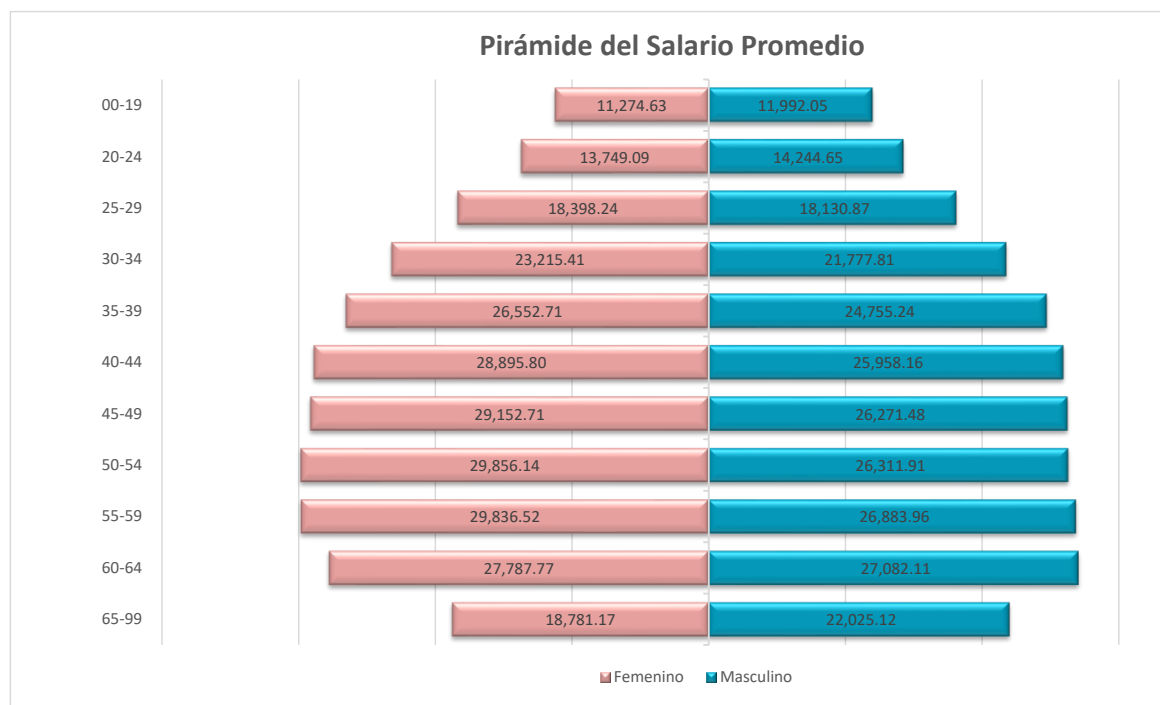 Pirámide del Salario Promedio
00-19 11,274.63 11,992.05
20-24 13,749.09 14,244.65
25-29 18,398.24 18,130.87
30-34 23,215.41 21,777.81
35-39 26,552.71 24,755.24
40-44 28,895.80 25,958.16
45-49 29,152.71 26,271.48
50-54 29,856.14 26,311.91
55-59 29,836.52 26,883.96
60-64 27,787.77 27,082.11
65-99 18,781.17 22,025.12
Femenino Masculino